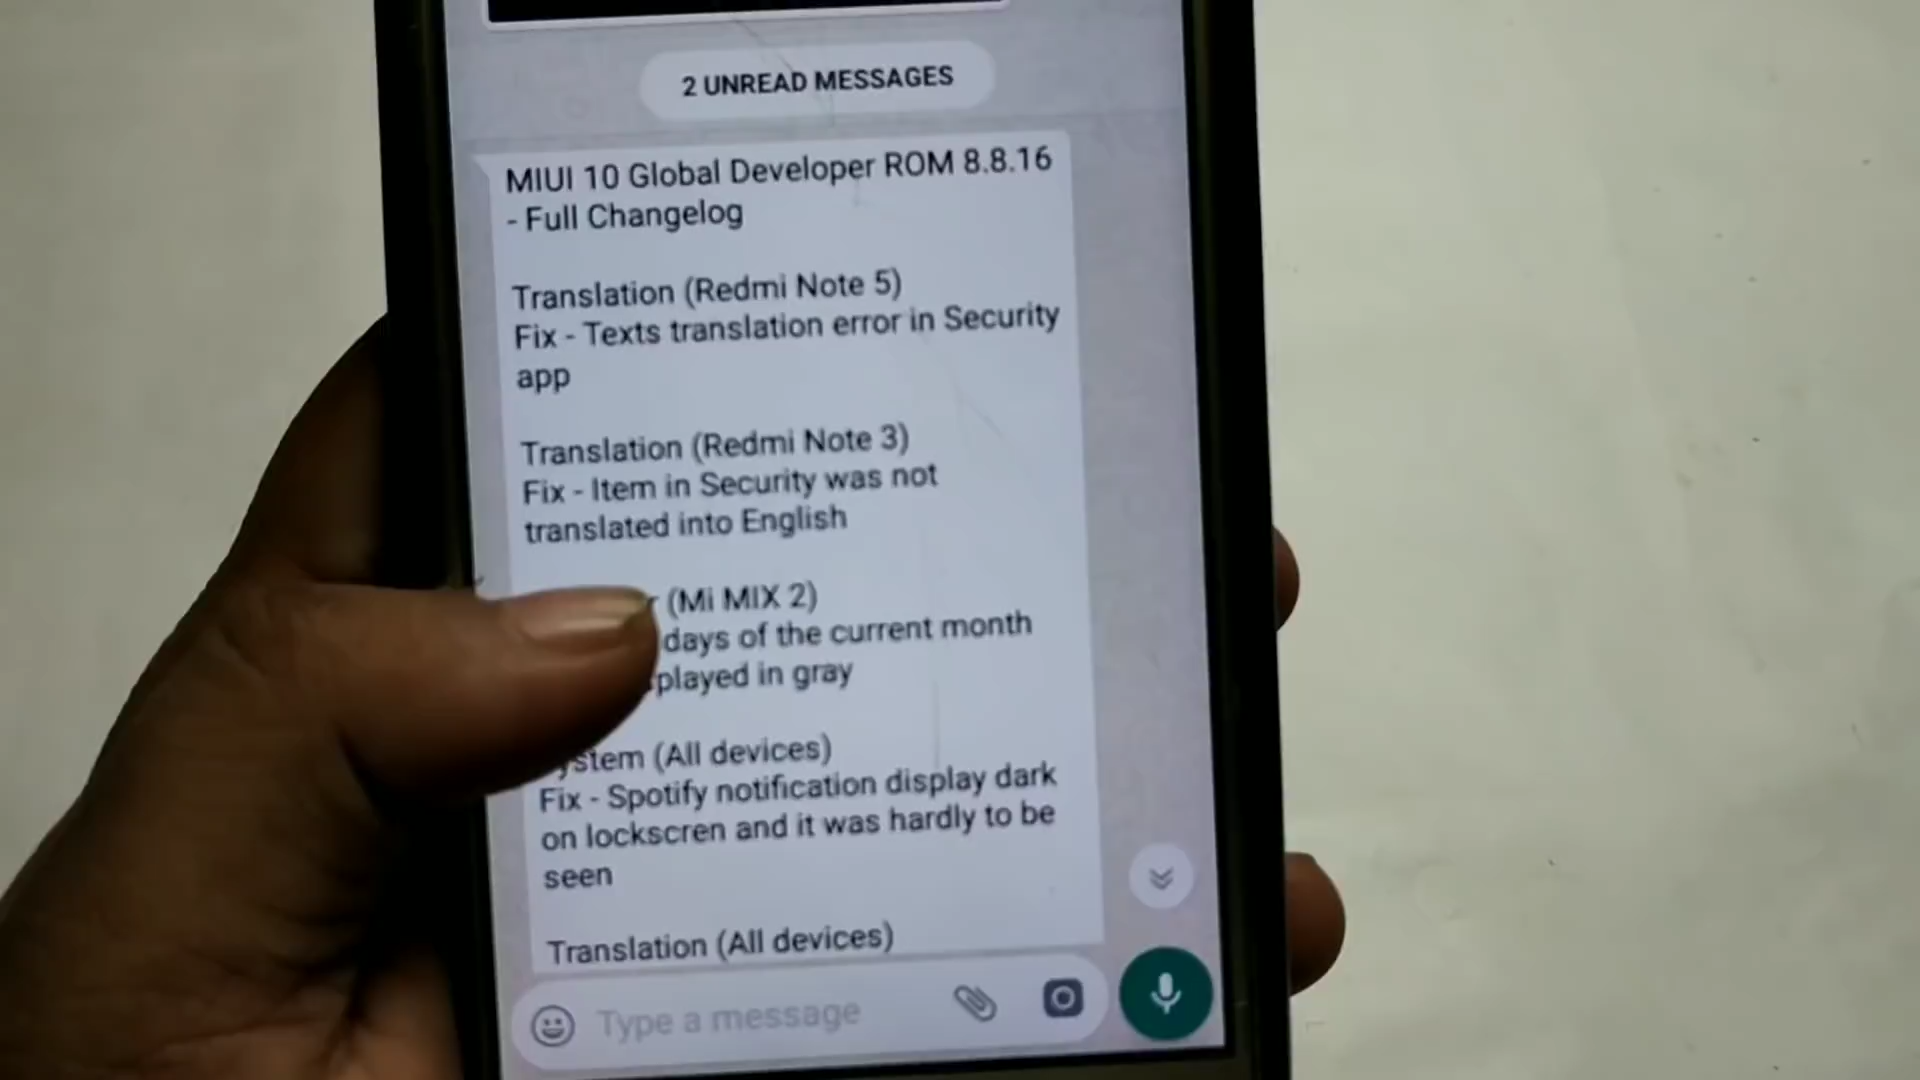 2 UNREAD MESSAGES
MIUI 10 Global Developer ROM 8.8.16
- Full Changelog
Translation (Redmi Note 5)
Fix - Texts translation error in Security
app
Translation (Redmi Note 3)
Fix - Item in Security was not
translated into English
(Mi MIX 2)
days of the current month
played in gray
stem (All devices)
Fix - Spotify notification display dark
on lockscren and it was hardly to be
seen
Translation (All devices)
Type a message